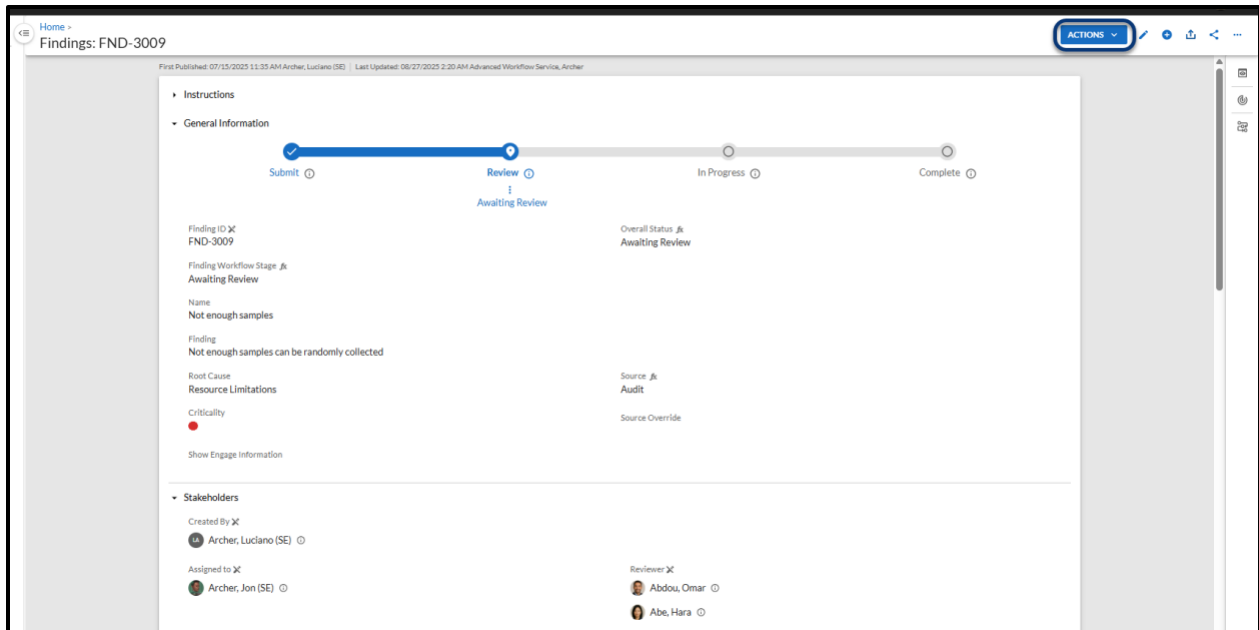 Home >
Findings: FND-3009
ACTIONS
First Published: 07/15/2025 11:35 AM Archer, Luciano (SE) | Last Updated: 08/27/2025 2:20 AM Advanced Workflow Service, Archer
Instructions
General Information
Submit
Review
In Progress
Complete
Awaiting Review
Finding ID
FND-3009
Overall Status
Awaiting Review
Finding Workflow Stage
Awaiting Review
Name
Not enough samples
Finding
Not enough samples can be randomly collected
Root Cause
Resource Limitations
Source
Audit
Criticality
Source Override
Show Engage Information
Stakeholders
Created By
LA Archer, Luciano (SE)
Assigned to
Archer, Jon (SE)
Reviewer
Abdou, Omar
Abe, Hara